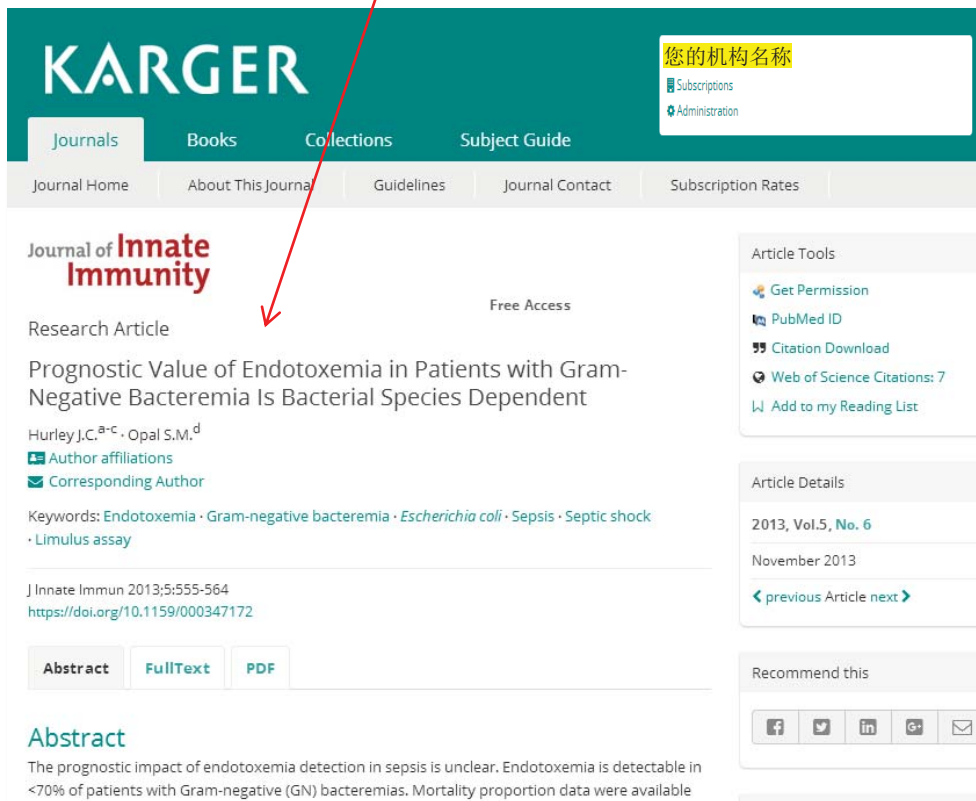 KARGER
您的机构名称
Subscriptions
Administration
Journals Books Collections Subject Guide
Journal Home About This Journal Guidelines Journal Contact Subscription Rates
Journal of Innate
Immunity
Free Access
Research Article
Prognostic Value of Endotoxemia in Patients with Gram-
Negative Bacteremia Is Bacterial Species Dependent
Hurley J.C.a-c · Opal S.M.d
Author affiliations
Corresponding Author
Keywords: Endotoxemia · Gram-negative bacteremia · Escherichia coli · Sepsis · Septic shock
· Limulus assay
J Innate Immun 2013;5:555-564
https://doi.org/10.1159/000347172
Abstract FullText PDF
Abstract
The prognostic impact of endotoxemia detection in sepsis is unclear. Endotoxemia is detectable in
<70% of patients with Gram-negative (GN) bacteremias. Mortality proportion data were available
Article Tools
Get Permission
PubMed ID
Citation Download
Web of Science Citations: 7
Add to my Reading List
Article Details
2013, Vol.5, No. 6
November 2013
previous Article next
Recommend this